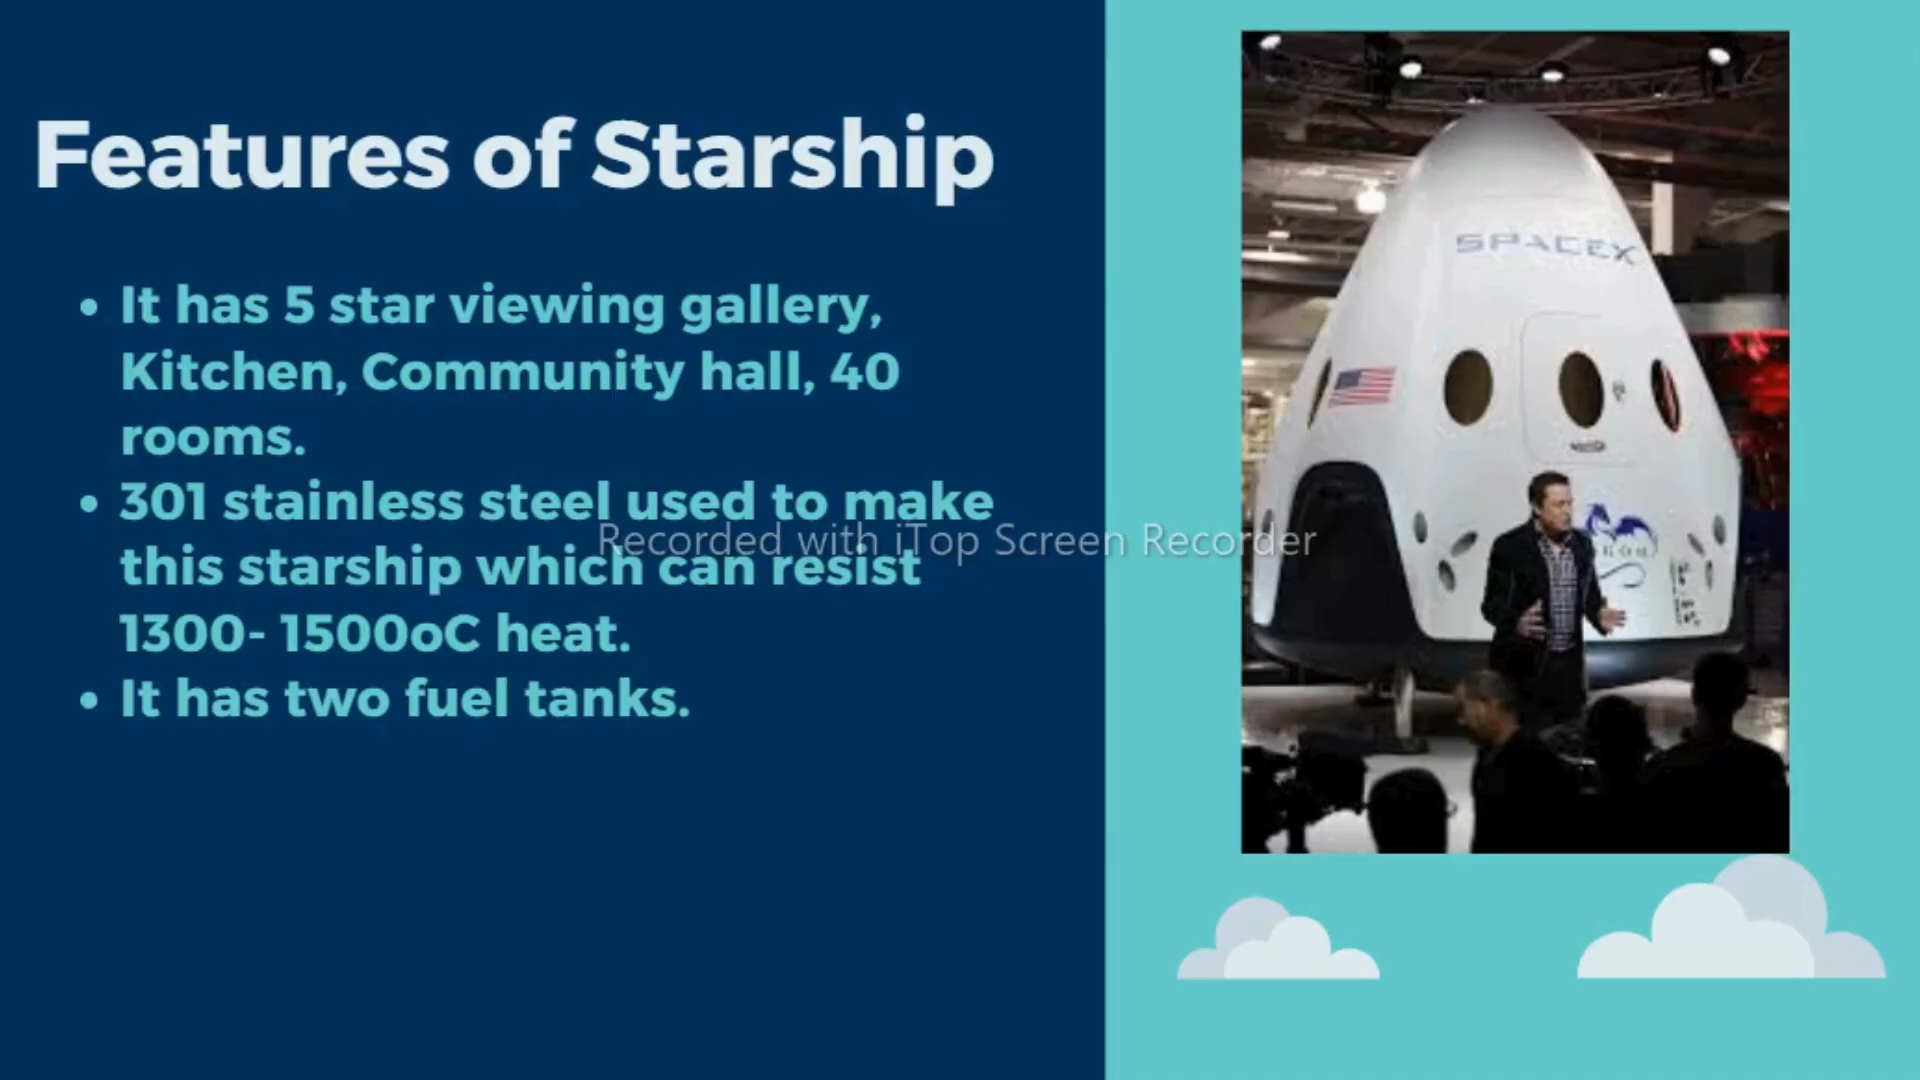 Features of Starship
It has 5 star viewing gallery,
Kitchen, Community hall, 40
rooms.
301 stainless steel used to make
this starship which can resist
1300- 1500oC heat.
It has two fuel tanks.
Recorded with iTop Screen Recorder
SPACEX